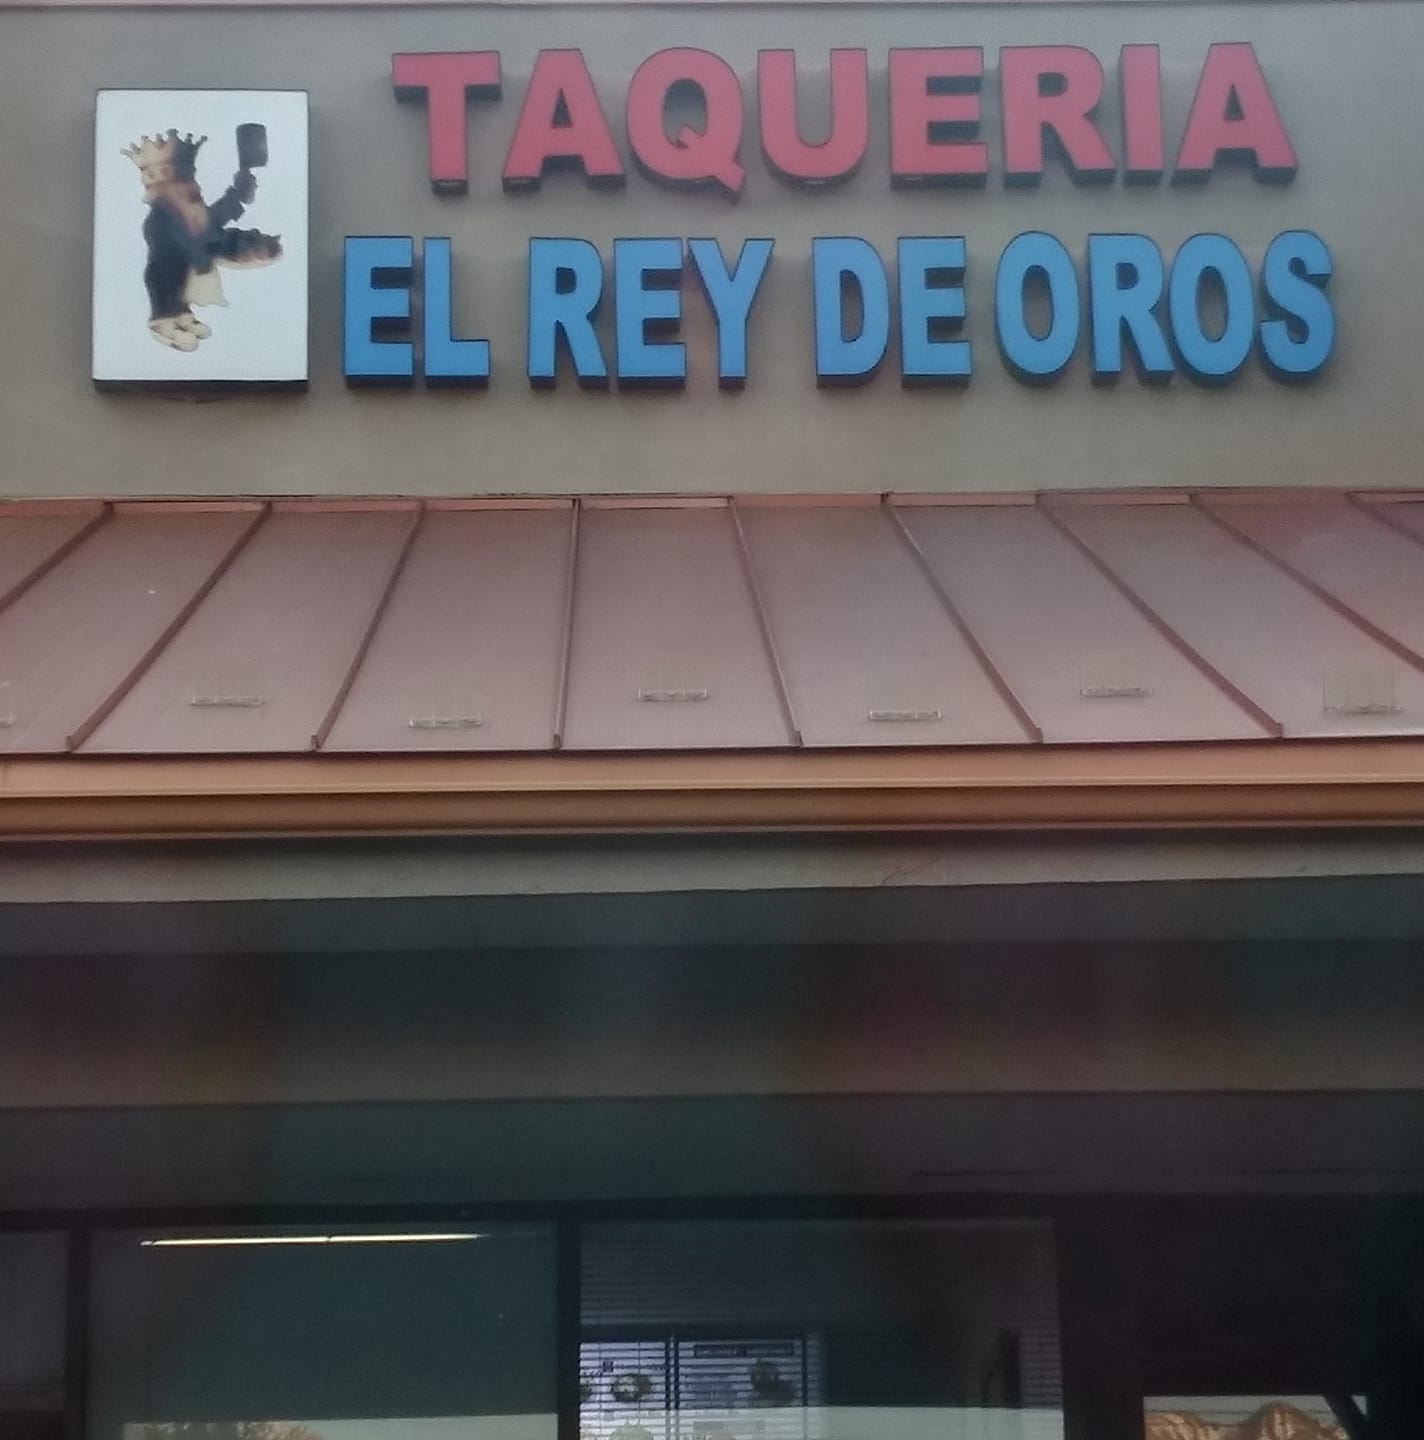 TAQUERIA
EL REY DE OROS